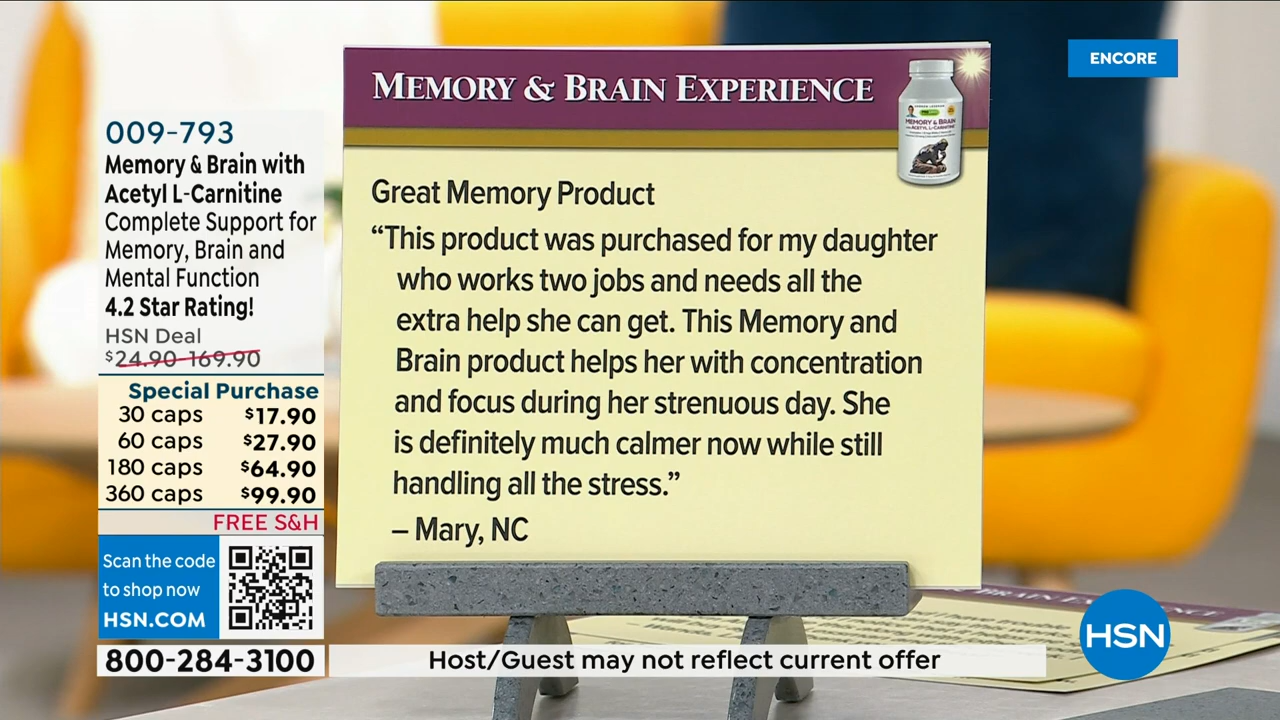 ENCORE
009-793
Memory & Brain with
Acetyl L-Carnitine
Complete Support for
Memory, Brain and
Mental Function
4.2 Star Rating!
HSN Deal
$24.90-169.90
Special Purchase
30 caps $17.90
60 caps $27.90
180 caps $64.90
360 caps $99.90
FREE S&H
Scan the code
to shop now
HSN.COM
800-284-3100
MEMORY & BRAIN EXPERIENCE
MEMORY & BRAIN
ACETYL L-CARNITINE
Great Memory Product
“This product was purchased for my daughter
who works two jobs and needs all the
extra help she can get. This Memory and
Brain product helps her with concentration
and focus during her strenuous day. She
is definitely much calmer now while still
handling all the stress.”
– Mary, NC
BRAIN EXPERIENCE
HSN
Host/Guest may not reflect current offer